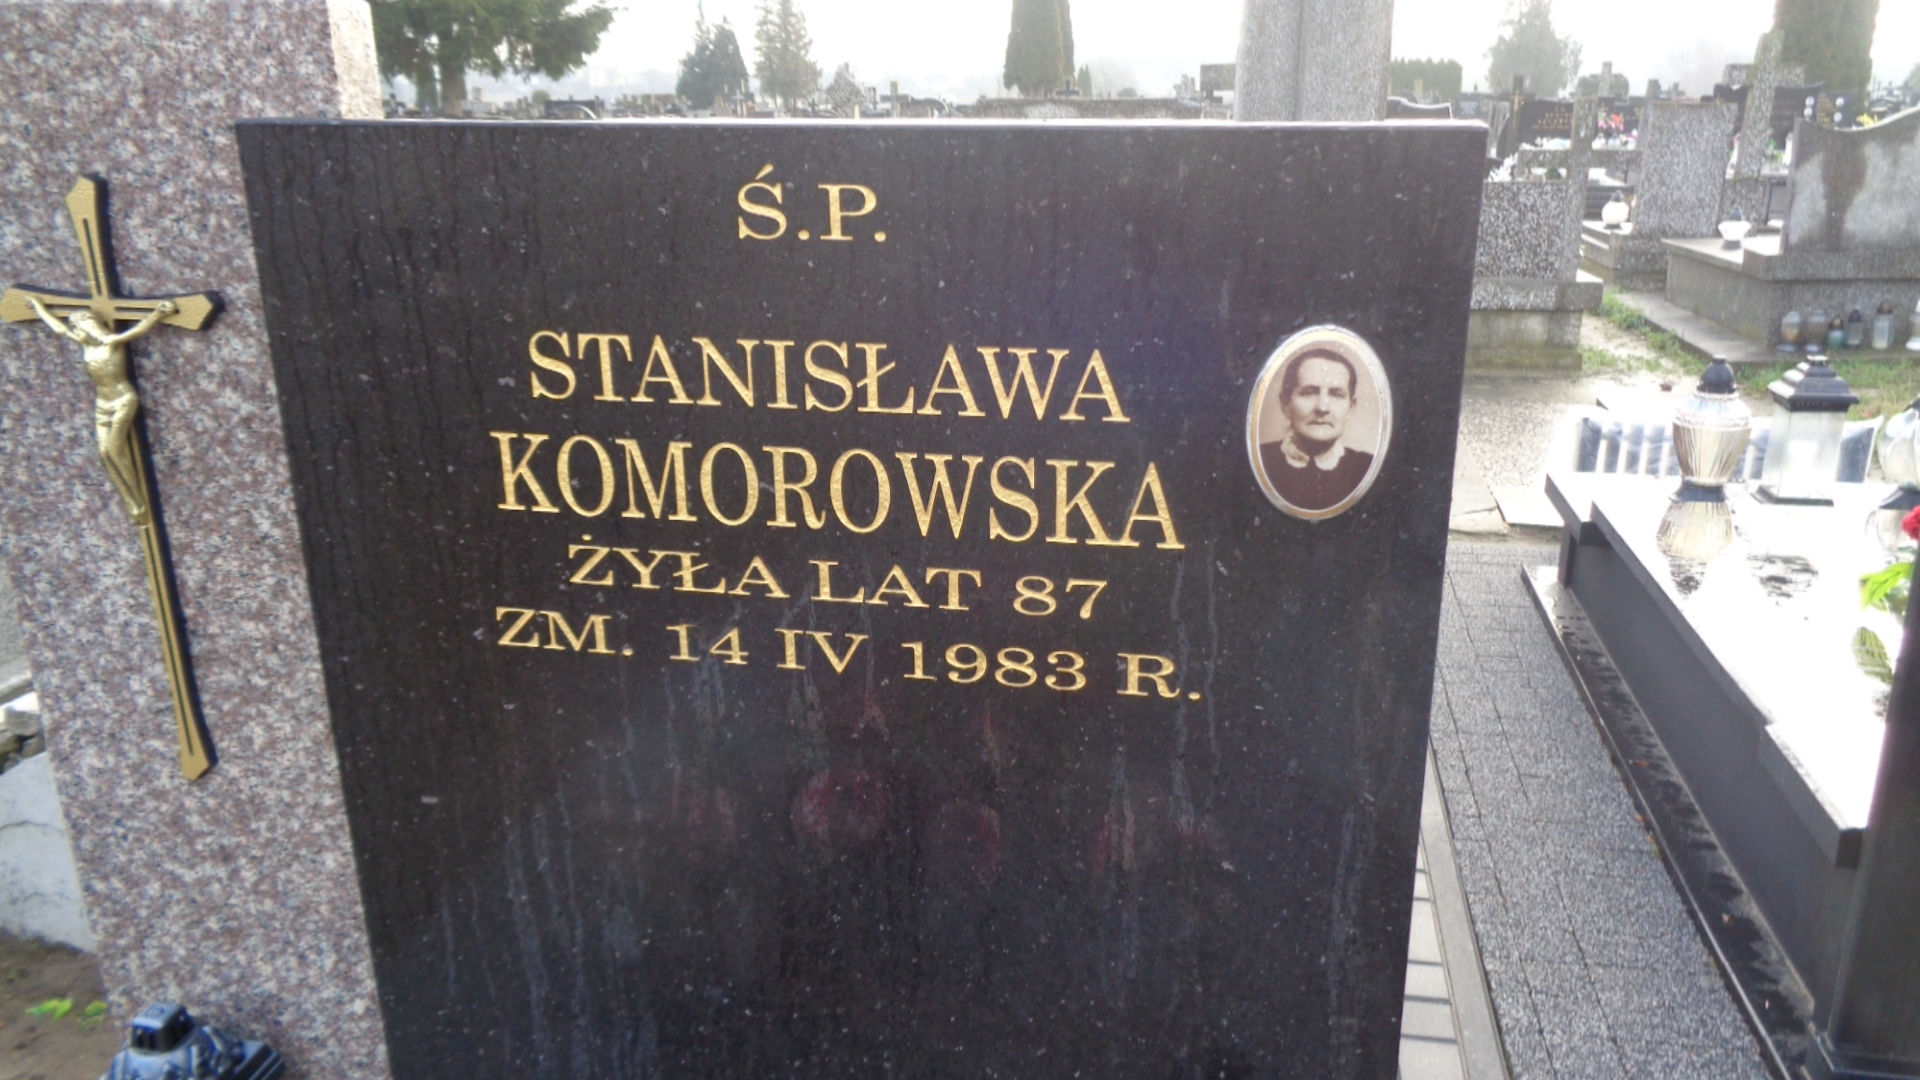 Ś.P.
STANISŁAWA
KOMOROWSKA
ŻYŁA LAT 87
ZM. 14 IV 1983 R.